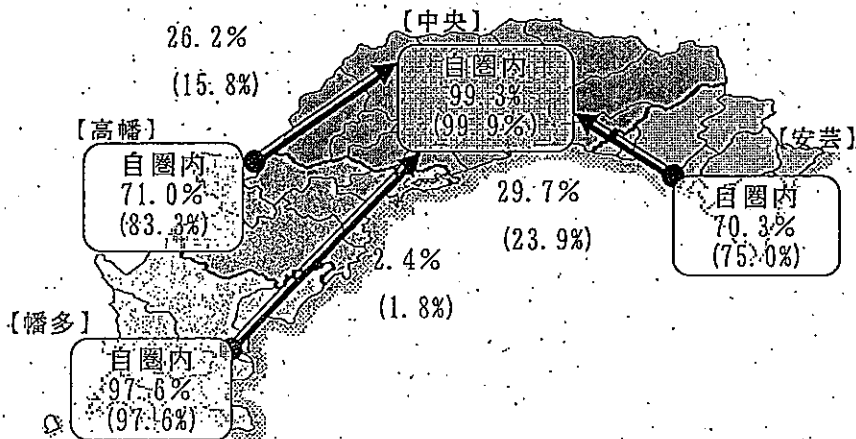 【中央】
26.2%
(15.8%)
自圏内
99.3%
(99.9%)
【高幡】
自圏内
71.0%
(83.3%)
【安芸】
自圏内
70.3%
(75.0%)
29.7%
(23.9%)
2.4%
(1.8%)
【幡多】
自圏内
97.6%
(97.6%)